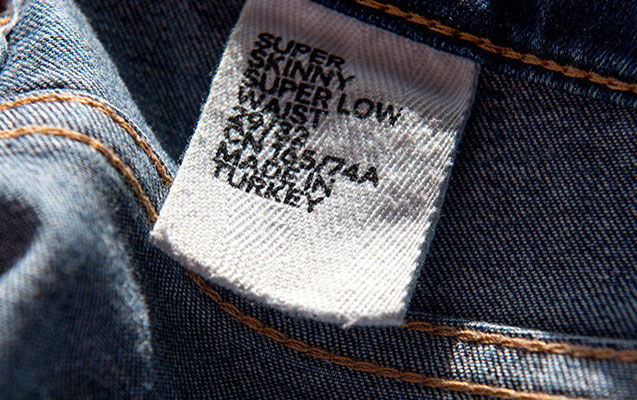 SUPER
SKINNY
SUPER LOW
WAIST
29/32
CN 165/74A
MADE IN
TURKEY